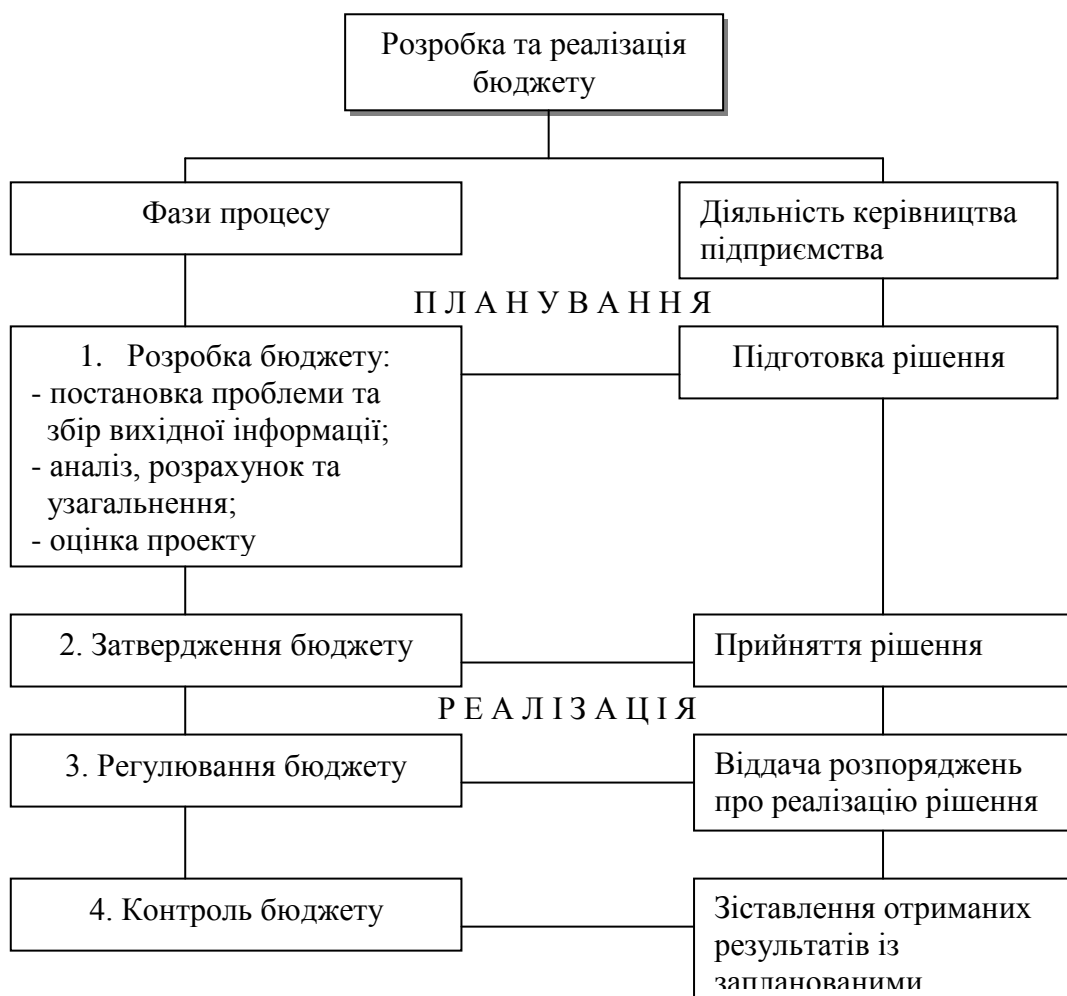 Розробка та реалізація
бюджету
Фази процесу
Діяльність керівництва
підприємства
П Л А Н У В А Н Н Я
1. Розробка бюджету:
- постановка проблеми та
збір вихідної інформації;
- аналіз, розрахунок та
узагальнення;
- оцінка проекту
Підготовка рішення
2. Затвердження бюджету
Прийняття рішення
Р Е А Л І З А Ц І Я
3. Регулювання бюджету
Віддача розпоряджень
про реалізацію рішення
4. Контроль бюджету
Зіставлення отриманих
результатів із
запланованими